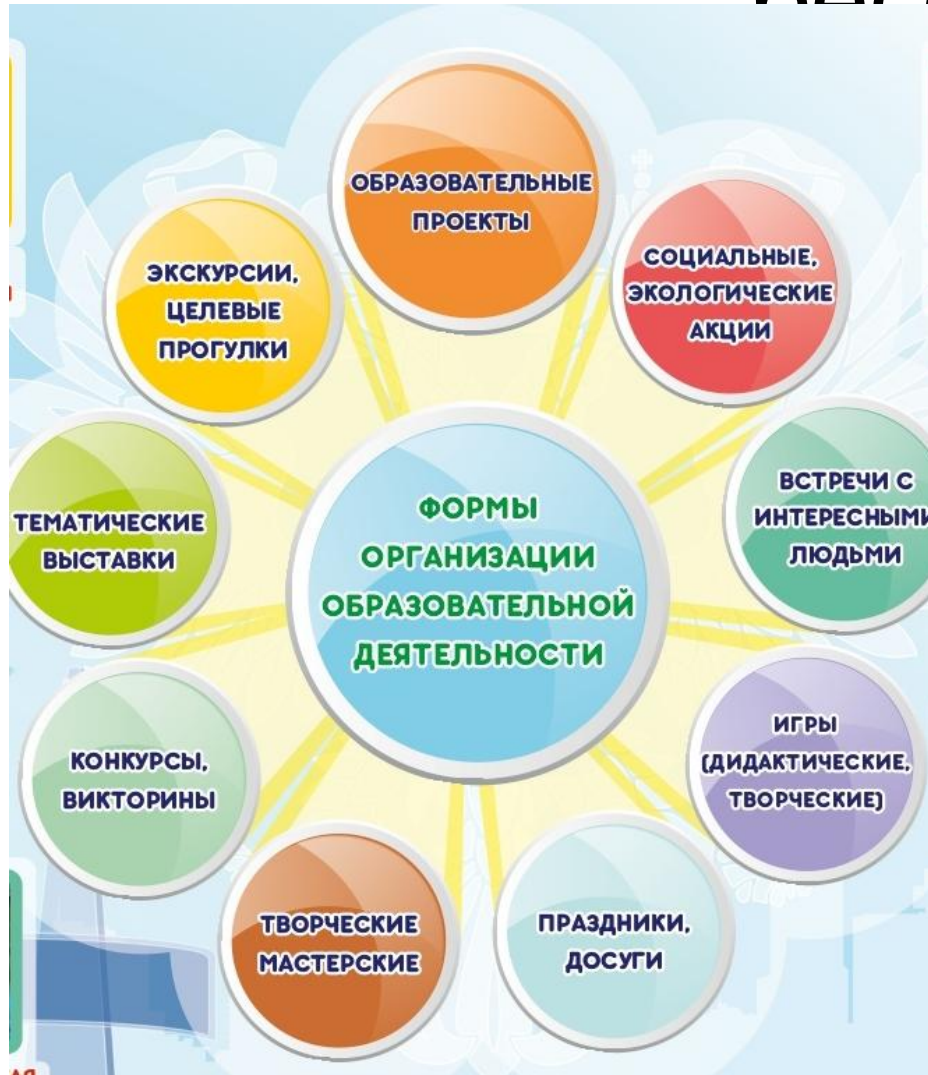 ОБРАЗОВАТЕЛЬНЫЕ
ПРОЕКТЫ
СОЦИАЛЬНЫЕ,
ЭКОЛОГИЧЕСКИЕ
АКЦИИ
ВСТРЕЧИ С
ИНТЕРЕСНЫМИ
ЛЮДЬМИ
ИГРЫ
(ДИДАКТИЧЕСКИЕ,
ТВОРЧЕСКИЕ)
ПРАЗДНИКИ,
ДОСУГИ
ТВОРЧЕСКИЕ
МАСТЕРСКИЕ
КОНКУРСЫ,
ВИКТОРИНЫ
ТЕМАТИЧЕСКИЕ
ВЫСТАВКИ
ЭКСКУРСИИ,
ЦЕЛЕВЫЕ
ПРОГУЛКИ
ФОРМЫ
ОРГАНИЗАЦИИ
ОБРАЗОВАТЕЛЬНОЙ
ДЕЯТЕЛЬНОСТИ